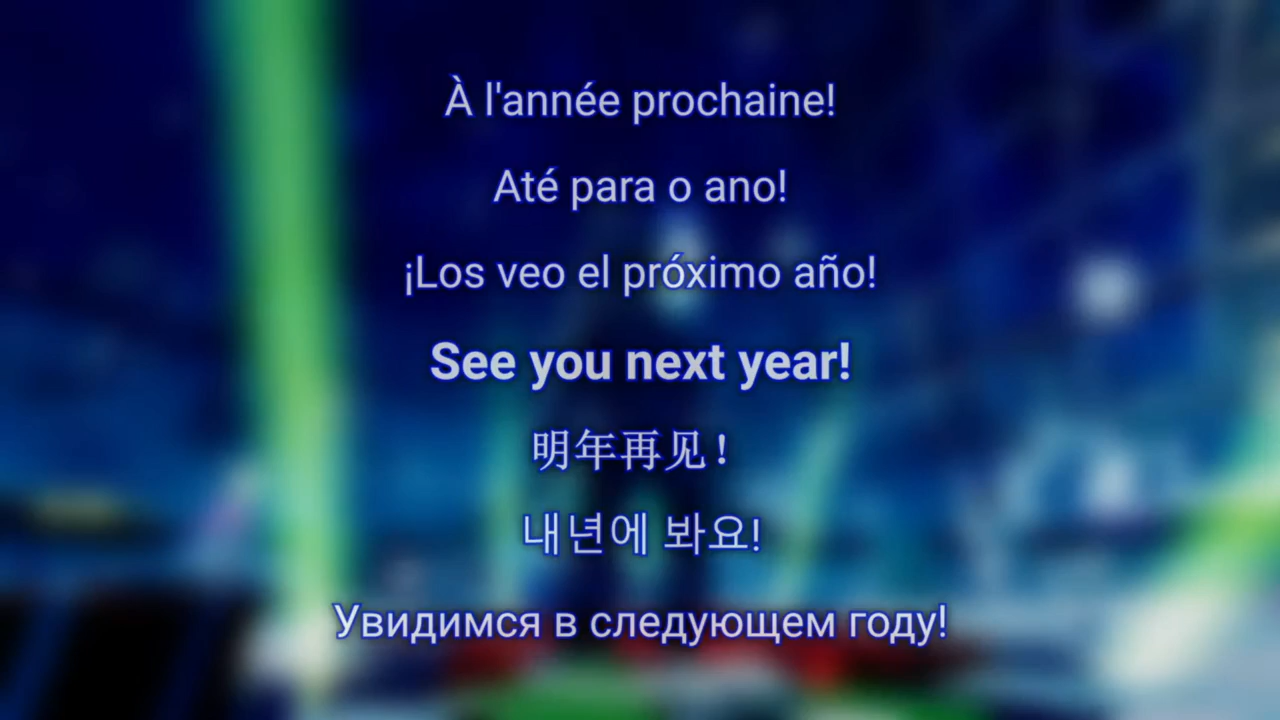 À l'année prochaine!
Até para o ano!
¡Los veo el próximo año!
See you next year!
明年再见！
내년에 봐요!
Увидимся в следующем году!